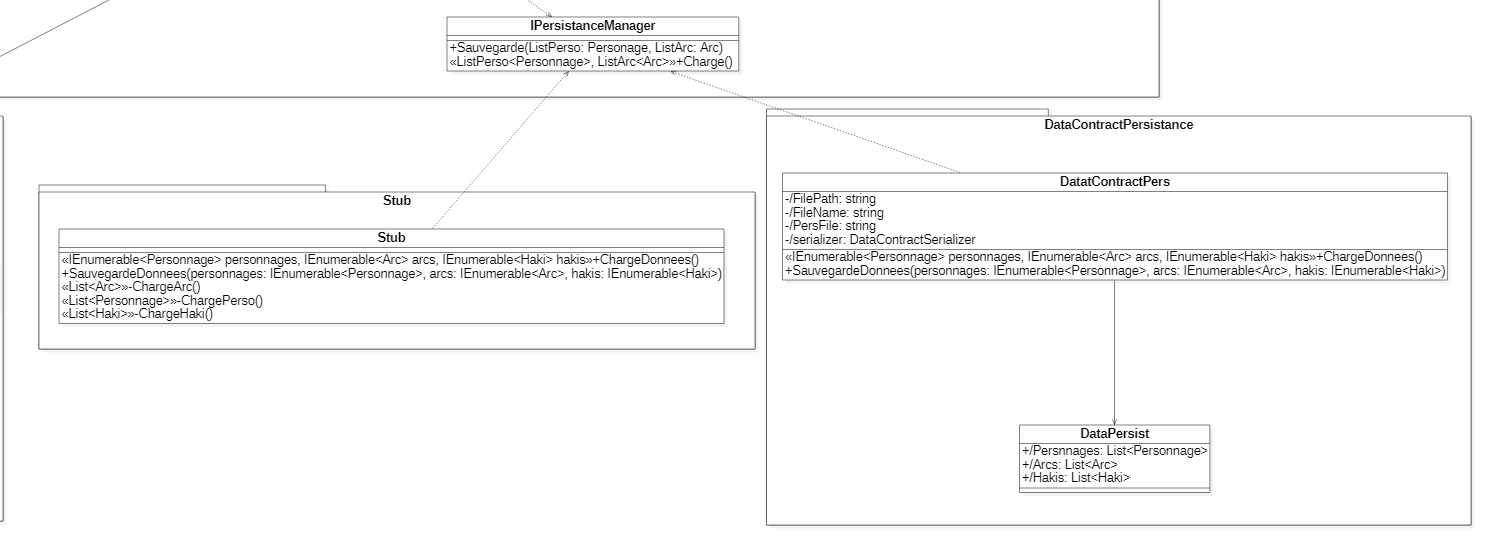 IPersistanceManager
+Sauvegarde(ListPerso: Personage, ListArc: Arc)
«ListPerso<Personnage>, ListArc<Arc>»+Charge()
DataContractPersistance
DatatContractPers
-/FilePath: string
-/FileName: string
-/PersFile: string
-/serializer: DataContractSerializer
«IEnumerable<Personnage> personnages, IEnumerable<Arc> arcs, IEnumerable<Haki> hakis»+ChargeDonnees()
+SauvegardeDonnees(personnages: IEnumerable<Personnage>, arcs: IEnumerable<Arc>, hakis: IEnumerable<Haki>)
Stub
Stub
«IEnumerable<Personnage> personnages, IEnumerable<Arc> arcs, IEnumerable<Haki> hakis»+ChargeDonnees()
+SauvegardeDonnees(personnages: IEnumerable<Personnage>, arcs: IEnumerable<Arc>, hakis: IEnumerable<Haki>)
«List<Arc>»-ChargeArc()
«List<Personnage>»-ChargePerso()
«List<Haki>»-ChargeHaki()
DataPersist
+/Persnnages: List<Personnage>
+/Arcs: List<Arc>
+/Hakis: List<Haki>